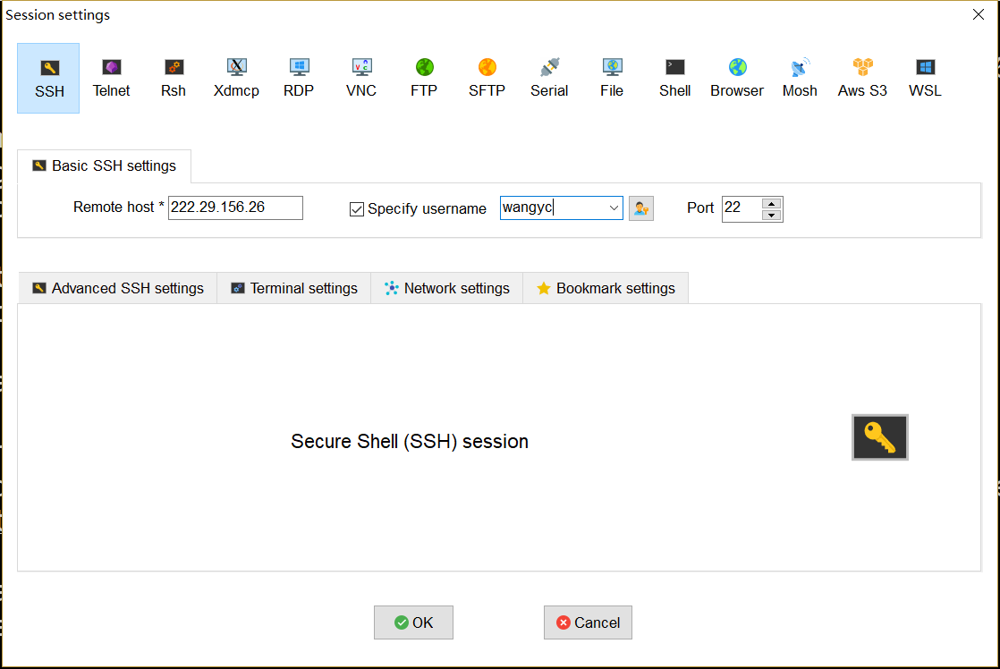 Session settings
SSH Telnet Rsh Xdmcp RDP VNC FTP SFTP Serial File Shell Browser Mosh Aws S3 WSL
Basic SSH settings
Remote host * 222.29.156.26 Specify username wangyc Port 22
Advanced SSH settings Terminal settings Network settings Bookmark settings
Secure Shell (SSH) session
OK Cancel